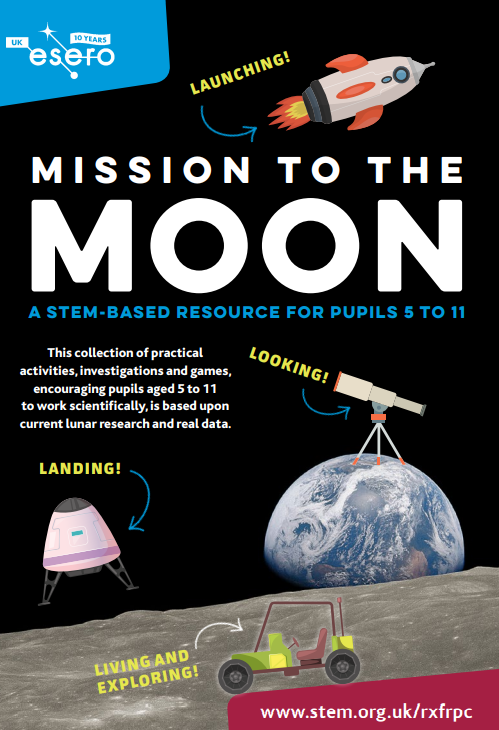 UK
10 YEARS
esero
LAUNCHING!
MISSION TO THE
MOON
A STEM-BASED RESOURCE FOR PUPILS 5 TO 11
This collection of practical
activities, investigations and games,
encouraging pupils aged 5 to 11
to work scientifically, is based upon
current lunar research and real data.
LOOKING!
LANDING!
LIVING AND
EXPLORING!
www.stem.org.uk/rxfrpc